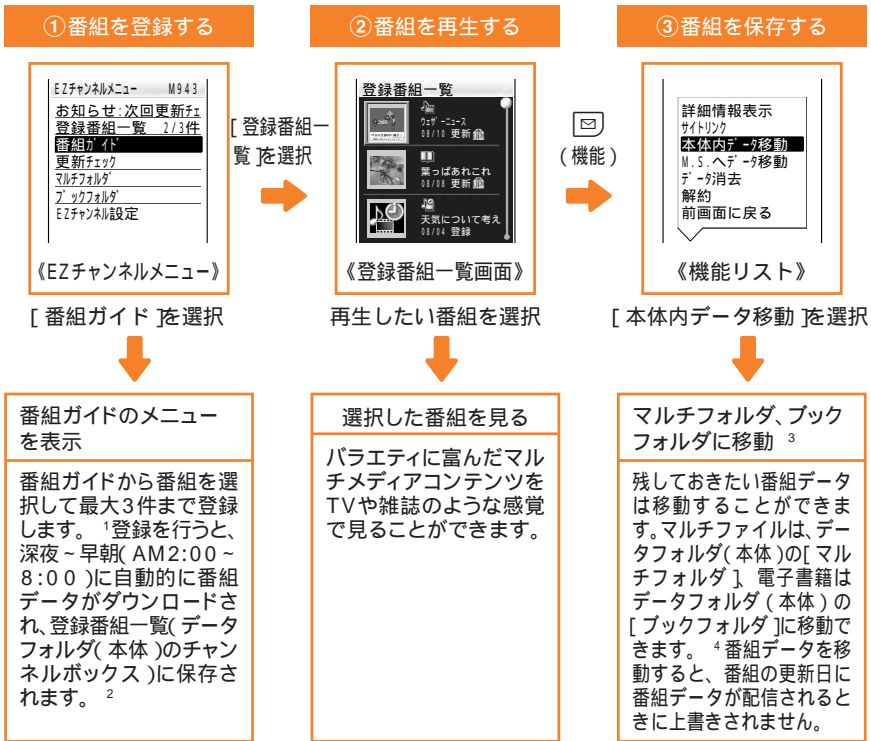 ①番組を登録する
EZチャンネルメニュー M943
お知らせ:次回更新チェ
登録番組一覧 2/3件
番組ガイド
更新チェック
マルチフォルダ
ブックフォルダ
EZチャンネル設定
《EZチャンネルメニュー》
[番組ガイド]を選択
番組ガイドのメニュー
を表示
番組ガイドから番組を選
択して最大3件まで登録
します。 1登録を行うと、
深夜~早朝(AM2:00~
8:00)に自動的に番組
データがダウンロードさ
れ、登録番組一覧(データ
フォルダ(本体)のチャン
ネルボックス)に保存さ
れます。 2
[登録番組一
覧]を選択
②番組を再生する
登録番組一覧
ウェザーニュース
08/10 更新
葉っぱあれこれ
08/08 更新
天気について考え
08/04 登録
《登録番組一覧画面》
再生したい番組を選択
選択した番組を見る
バラエティに富んだマル
チメディアコンテンツを
TVや雑誌のような感覚
で見ることができます。
(機能)
③番組を保存する
詳細情報表示
サイトリンク
本体内データ移動
M.S.へデータ移動
データ消去
解約
前画面に戻る
《機能リスト》
[本体内データ移動]を選択
マルチフォルダ、ブック
フォルダに移動 3
残しておきたい番組データ
は移動することができま
す。マルチファイルは、デー
タフォルダ(本体)の[マル
チフォルダ]、電子書籍は
データフォルダ(本体)の
[ブックフォルダ]に移動で
きます。 4番組データを移
動すると、番組の更新日に
番組データが配信されると
きに上書きされません。